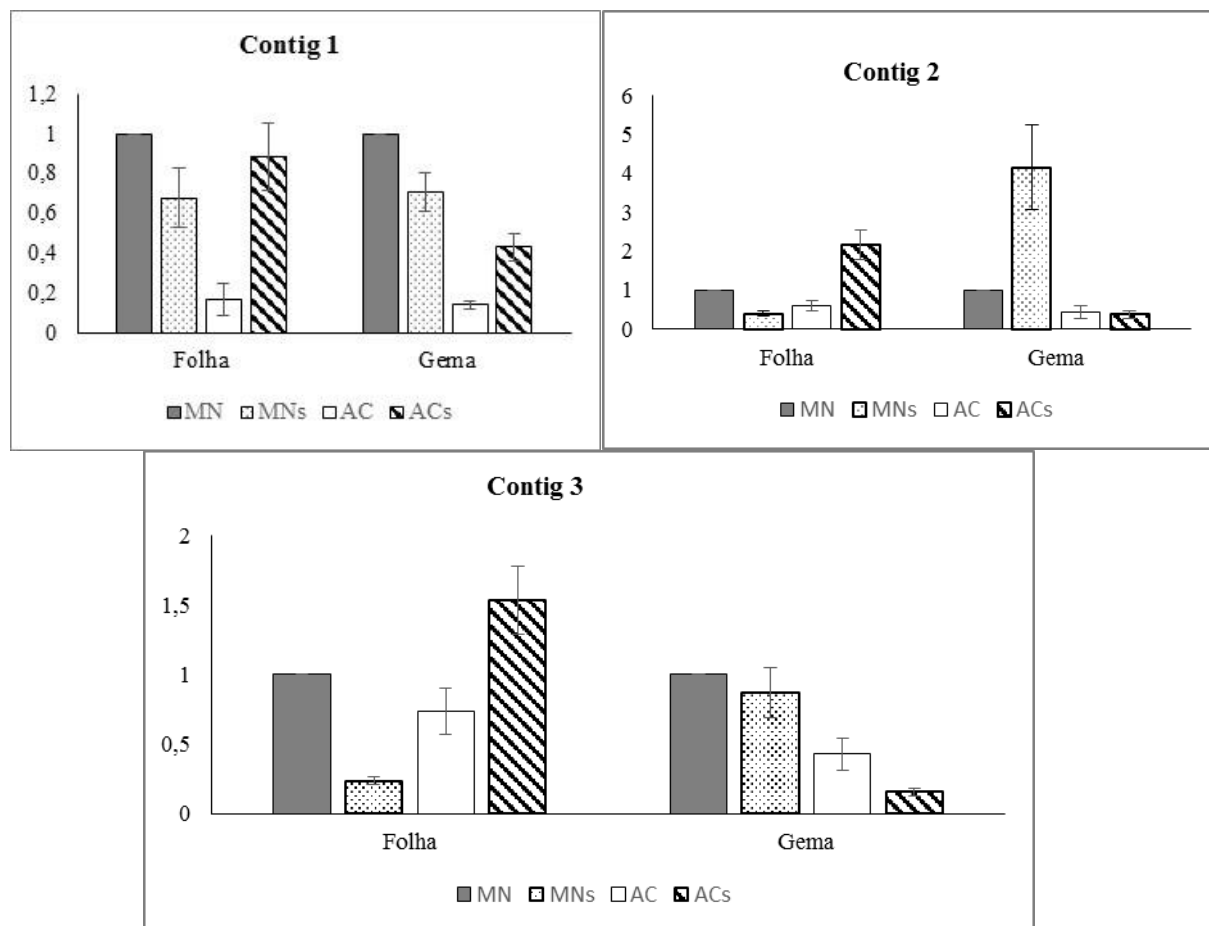 Contig 1
1,2
1
0,8
0,6
0,4
0,2
0
Folha Gema
MN MNs AC ACs
Contig 2
6
5
4
3
2
1
0
Folha Gema
MN MNs AC ACs
Contig 3
2
1,5
1
0,5
0
Folha Gema
MN MNs AC ACs